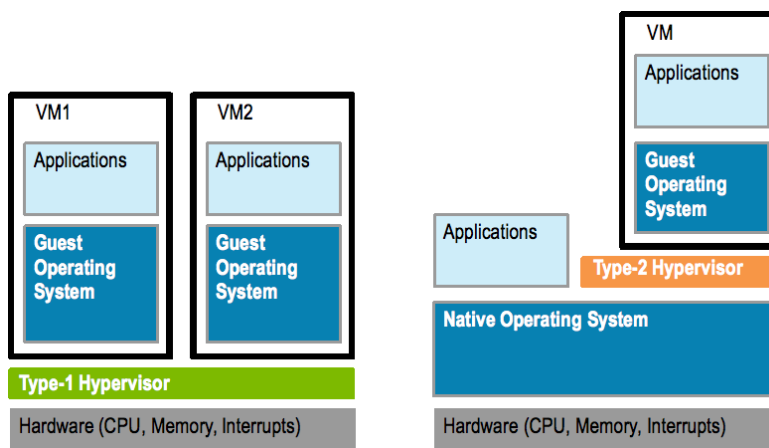 VM1
Applications
Guest
Operating
System
VM2
Applications
Guest
Operating
System
Type-1 Hypervisor
Hardware (CPU, Memory, Interrupts)
VM
Applications
Guest
Operating
System
Applications
Type-2 Hypervisor
Native Operating System
Hardware (CPU, Memory, Interrupts)